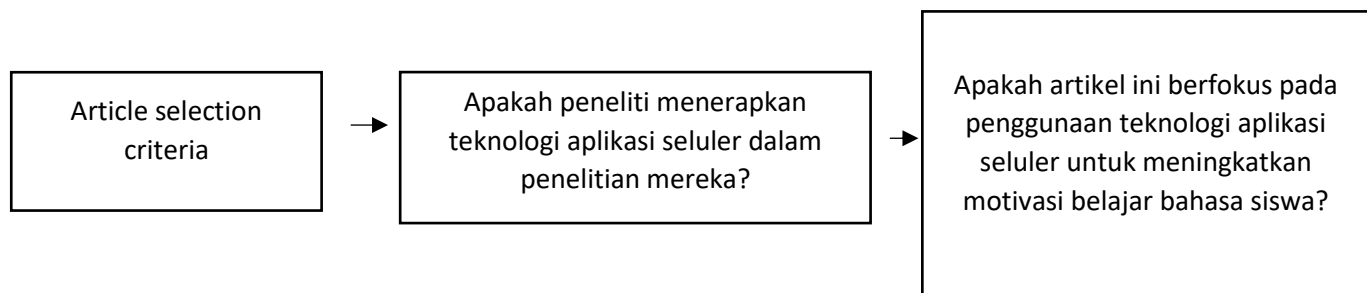 Article selection
criteria
Apakah peneliti menerapkan
teknologi aplikasi seluler dalam
penelitian mereka?
Apakah artikel ini berfokus pada
penggunaan teknologi aplikasi
seluler untuk meningkatkan
motivasi belajar bahasa siswa?